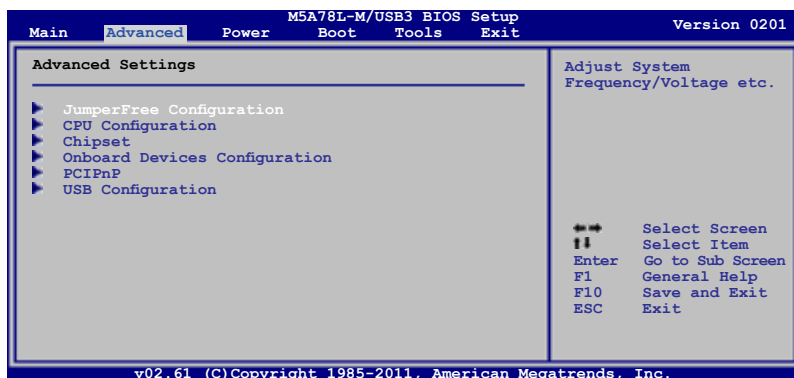 M5A78L-M/USB3 BIOS Setup
Version 0201
Main Advanced Power Boot Tools Exit
Advanced Settings
JumperFree Configuration
CPU Configuration
Chipset
Onboard Devices Configuration
PCIPnP
USB Configuration
Adjust System
Frequency/Voltage etc.
Select Screen
Select Item
Enter Go to Sub Screen
F1 General Help
F10 Save and Exit
ESC Exit
v02.61 (C)Copyright 1985-2011, American Megatrends, Inc.